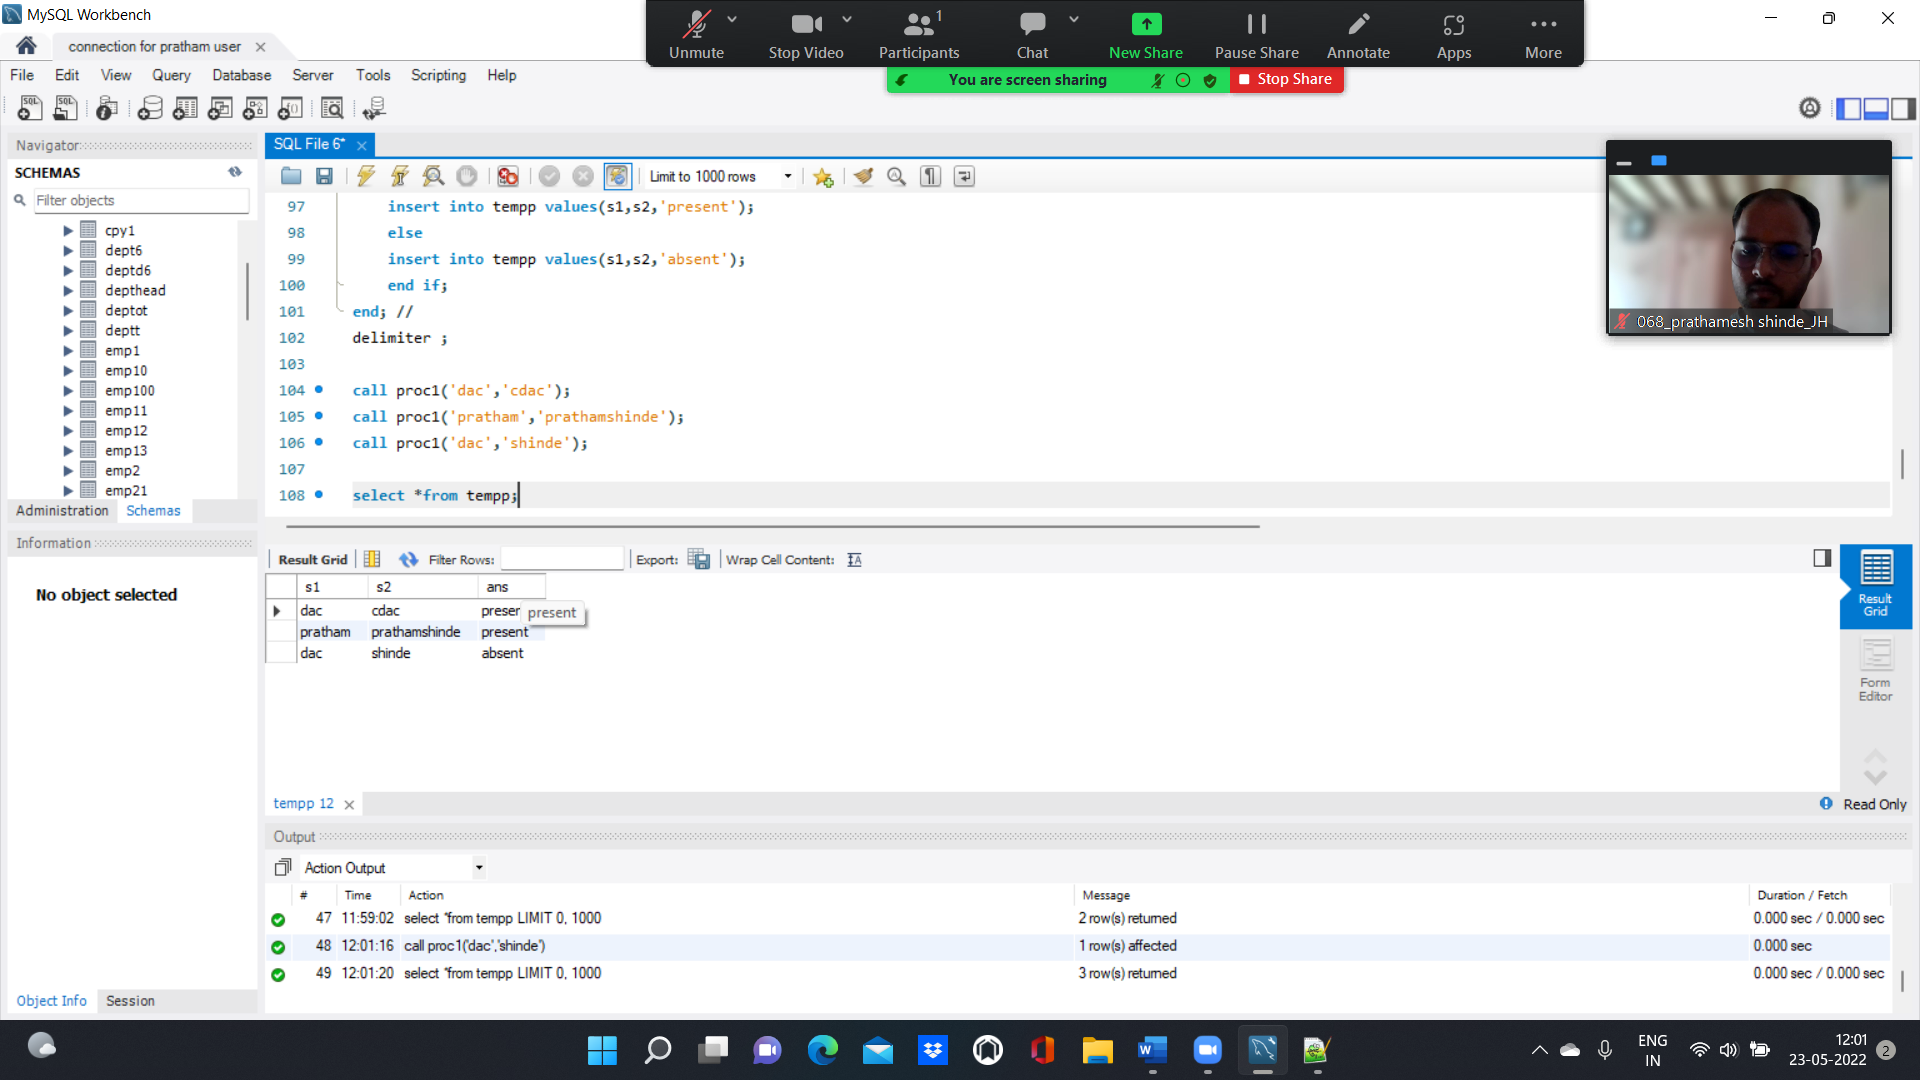 MySQL Workbench
connection for pratham user
File Edit View Query Database Server Tools Scripting Help
Unmute Stop Video Participants 1 Chat New Share Pause Share Annotate Apps More
You are screen sharing Stop Share
Navigator
SCHEMAS
Filter objects
cpy1
dept6
deptd6
depthead
deptot
deptt
emp1
emp10
emp100
emp11
emp12
emp13
emp2
emp21
Administration Schemas
Information
No object selected
Object Info Session
SQL File 6*
Limit to 1000 rows
97 insert into tempp values(s1,s2,'present');
98 else
99 insert into tempp values(s1,s2,'absent');
100 end if;
101 end; //
102 delimiter ;
103
104 call proc1('dac','cdac');
105 call proc1('pratham','prathamshinde');
106 call proc1('dac','shinde');
107
108 select *from tempp;
068_prathamesh shinde_JH
Result Grid Filter Rows: Export: Wrap Cell Content:
s1 s2 ans
dac cdac presen
present
pratham prathamshinde present
dac shinde absent
Result Grid
Form Editor
tempp 12
Read Only
Output
Action Output
# Time Action Message Duration / Fetch
47 11:59:02 select *from tempp LIMIT 0, 1000 2 row(s) returned 0.000 sec / 0.000 sec
48 12:01:16 call proc1('dac','shinde') 1 row(s) affected 0.000 sec
49 12:01:20 select *from tempp LIMIT 0, 1000 3 row(s) returned 0.000 sec / 0.000 sec
ENG
IN
12:01
23-05-2022
2